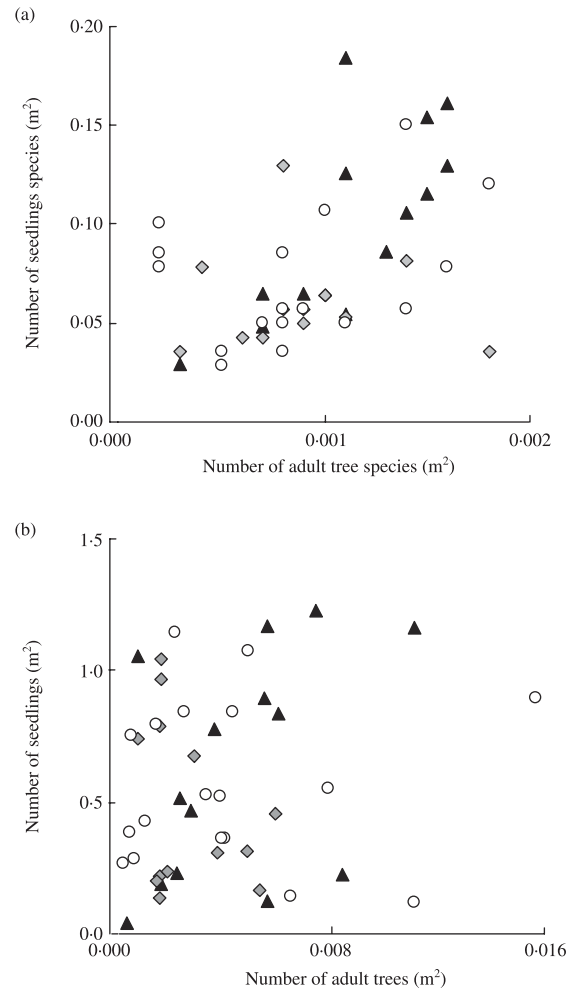 (a)
0·20
0·15
0·10
0·05
0·00
0·000
0·001
0·002
Number of seedlings species (m²)
Number of adult tree species (m²)
(b)
1·5
1·0
0·5
0·0
0·000
0·008
0·016
Number of seedlings (m²)
Number of adult trees (m²)